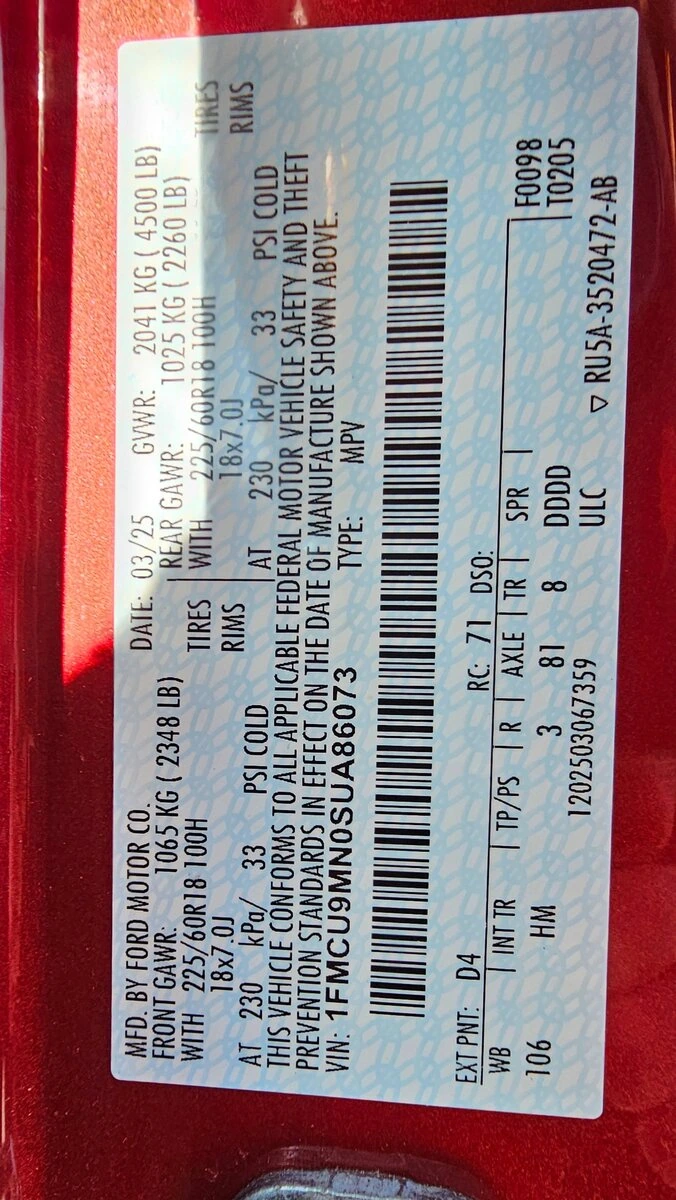 MFD. BY FORD MOTOR CO.
DATE: 03/25 GVWR: 2041 KG ( 4500 LB)
FRONT GAWR: 1065 KG ( 2348 LB) REAR GAWR: 1025 KG ( 2260 LB)
WITH 225/60R18 100H TIRES WITH 225/60R18 100H TIRES
18x7.0J RIMS 18x7.0J RIMS
AT 230 kPa/ 33 PSI COLD AT 230 kPa/ 33 PSI COLD
THIS VEHICLE CONFORMS TO ALL APPLICABLE FEDERAL MOTOR VEHICLE SAFETY AND THEFT
PREVENTION STANDARDS IN EFFECT ON THE DATE OF MANUFACTURE SHOWN ABOVE.
VIN: 1FMCU9MN0SUA86073 TYPE: MPV
EXT PNT: D4 RC: 71 DSO:
WB INT TR TP/PS R AXLE TR SPR F0098
106 HM 3 81 8 DDDD T0205
1202503067359 ULC
▽ RU5A-3520472-AB